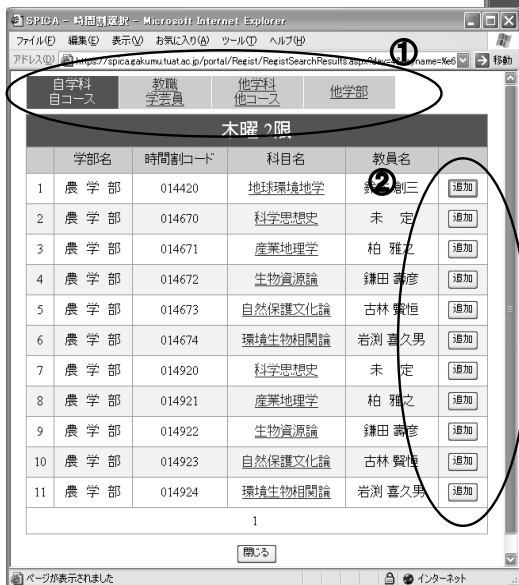 SPICA - 時間割選択 - Microsoft Internet Explorer
ファイル(F) 編集(E) 表示(V) お気に入り(A) ツール(T) ヘルプ(H)
アドレス(D) https://spica.gakumu.tuat.ac.jp/portal/Regist/RegistSearchResults.aspx 移動
①
自学科 自コース 教職 学芸員 他学科 他コース 他学部
木曜 2限
学部名 時間割コード 科目名 教員名
②
1 農学部 014420 地球環境地学 創三 追加
2 農学部 014670 科学思想史 未定 追加
3 農学部 014671 産業地理学 柏 雅之 追加
4 農学部 014672 生物資源論 鎌田 壽彦 追加
5 農学部 014673 自然保護文化論 古林 賢恒 追加
6 農学部 014674 環境生物相関論 岩渕 喜久男 追加
7 農学部 014920 科学思想史 未定 追加
8 農学部 014921 産業地理学 柏 雅之 追加
9 農学部 014922 生物資源論 鎌田 壽彦 追加
10 農学部 014923 自然保護文化論 古林 賢恒 追加
11 農学部 014924 環境生物相関論 岩渕 喜久男 追加
1
閉じる
ページが表示されました インターネット